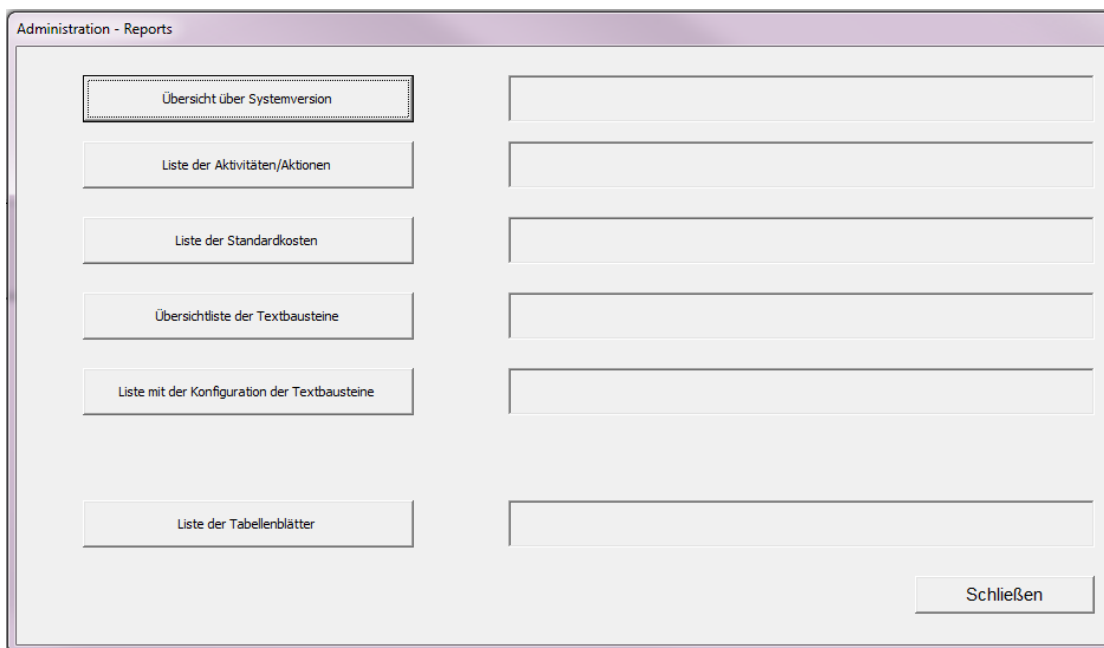 Administration - Reports
Übersicht über Systemversion
Liste der Aktivitäten/Aktionen
Liste der Standardkosten
Übersichtliste der Textbausteine
Liste mit der Konfiguration der Textbausteine
Liste der Tabellenblätter
Schließen